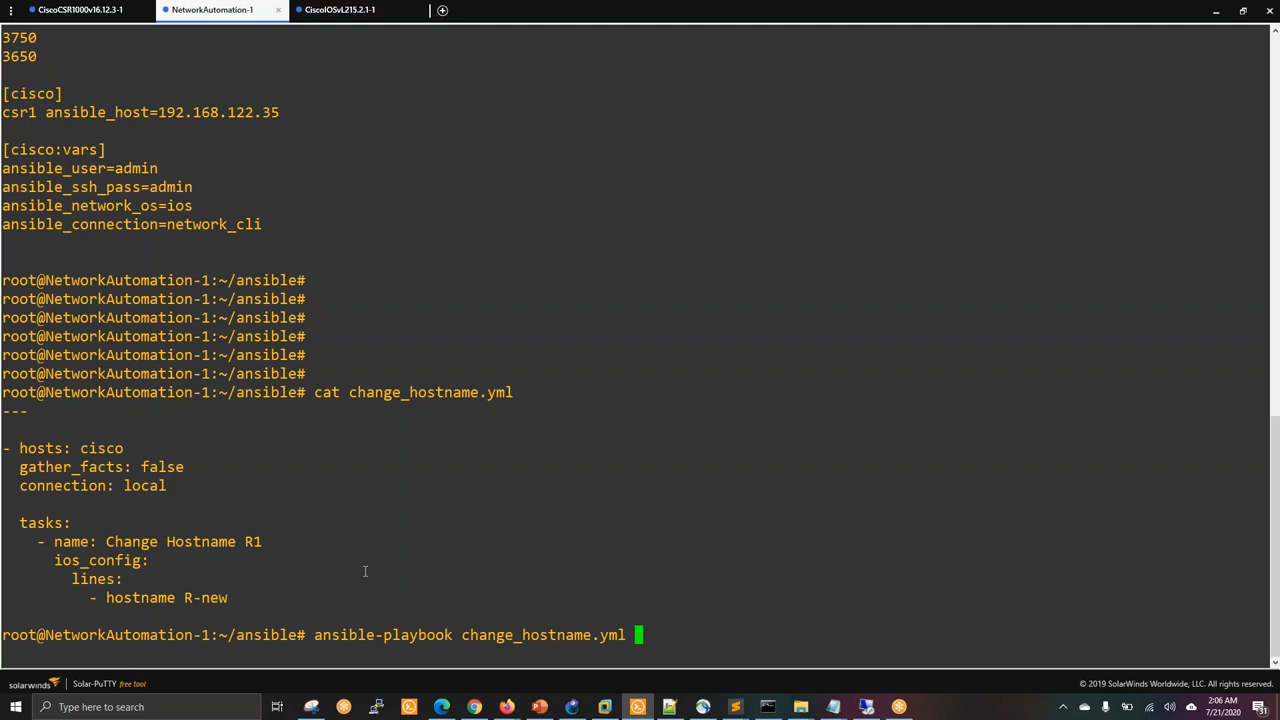 CiscoCSR1000v16.12.3-1
NetworkAutomation-1
CiscoIOSvL215.2.1-1
3750
3650
[cisco]
csr1 ansible_host=192.168.122.35
[cisco:vars]
ansible_user=admin
ansible_ssh_pass=admin
ansible_network_os=ios
ansible_connection=network_cli
root@NetworkAutomation-1:~/ansible#
root@NetworkAutomation-1:~/ansible#
root@NetworkAutomation-1:~/ansible#
root@NetworkAutomation-1:~/ansible#
root@NetworkAutomation-1:~/ansible#
root@NetworkAutomation-1:~/ansible#
root@NetworkAutomation-1:~/ansible# cat change_hostname.yml
---
- hosts: cisco
  gather_facts: false
  connection: local
  tasks:
    - name: Change Hostname R1
      ios_config:
        lines:
          - hostname R-new
root@NetworkAutomation-1:~/ansible# ansible-playbook change_hostname.yml
solarwinds Solar-PuTTY free tool
© 2019 SolarWinds Worldwide, LLC. All rights reserved.
Type here to search
2:06 AM
7/21/2020